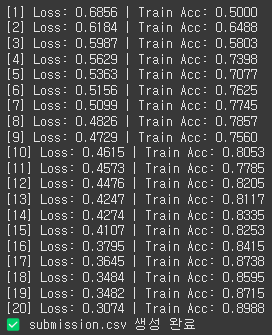 [1] Loss: 0.6856 | Train Acc: 0.5000
[2] Loss: 0.6184 | Train Acc: 0.6488
[3] Loss: 0.5987 | Train Acc: 0.5803
[4] Loss: 0.5629 | Train Acc: 0.7398
[5] Loss: 0.5363 | Train Acc: 0.7077
[6] Loss: 0.5156 | Train Acc: 0.7625
[7] Loss: 0.5099 | Train Acc: 0.7745
[8] Loss: 0.4826 | Train Acc: 0.7857
[9] Loss: 0.4729 | Train Acc: 0.7560
[10] Loss: 0.4615 | Train Acc: 0.8053
[11] Loss: 0.4573 | Train Acc: 0.7785
[12] Loss: 0.4476 | Train Acc: 0.8205
[13] Loss: 0.4247 | Train Acc: 0.8117
[14] Loss: 0.4274 | Train Acc: 0.8335
[15] Loss: 0.4107 | Train Acc: 0.8253
[16] Loss: 0.3795 | Train Acc: 0.8415
[17] Loss: 0.3645 | Train Acc: 0.8738
[18] Loss: 0.3484 | Train Acc: 0.8595
[19] Loss: 0.3482 | Train Acc: 0.8715
[20] Loss: 0.3074 | Train Acc: 0.8988
✅ submission.csv 생성 완료